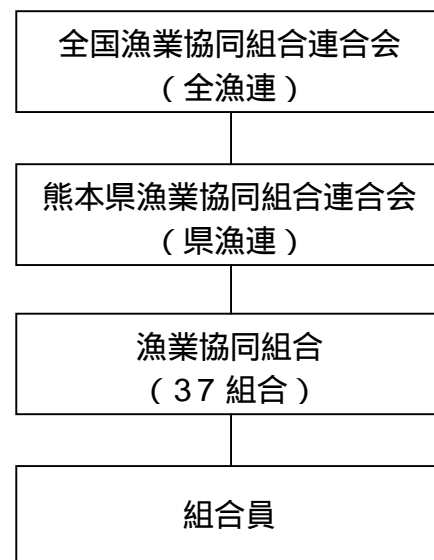 全国漁業協同組合連合会
（全漁連）
熊本県漁業協同組合連合会
（県漁連）
漁業協同組合
（37 組合）
組合員